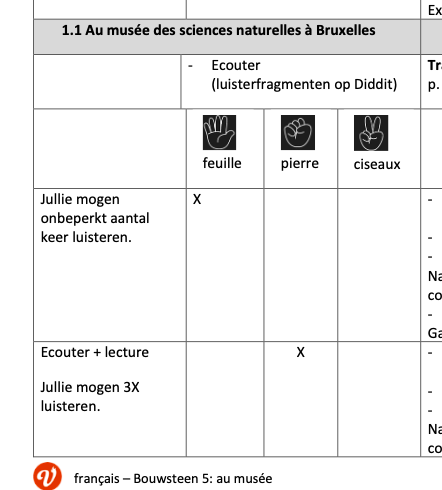 Ex
1.1 Au musée des sciences naturelles à Bruxelles
- Ecouter
(luisterfragmenten op Diddit)
Tr
p.
feuille pierre ciseaux
Jullie mogen
onbeperkt aantal
keer luisteren.
X
-
-
-
Na
co
-
Ga
Ecouter + lecture
X
Jullie mogen 3X
luisteren.
-
-
-
Na
co
français – Bouwsteen 5: au musée